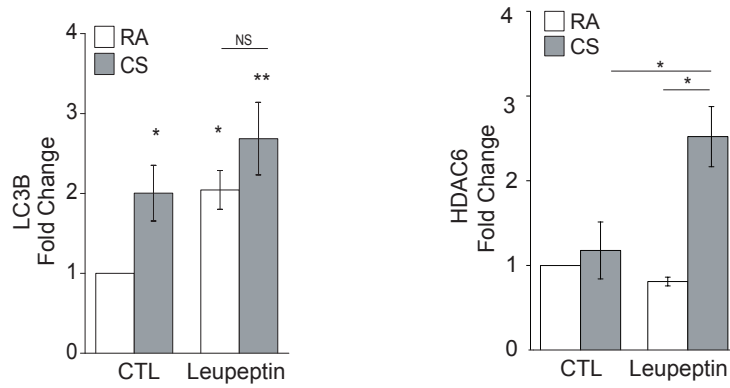 4
3
2
1
0
LC3B
Fold Change
RA
CS
NS
*
*
**
CTL
Leupeptin
4
3
2
1
0
HDAC6
Fold Change
RA
CS
*
*
CTL
Leupeptin